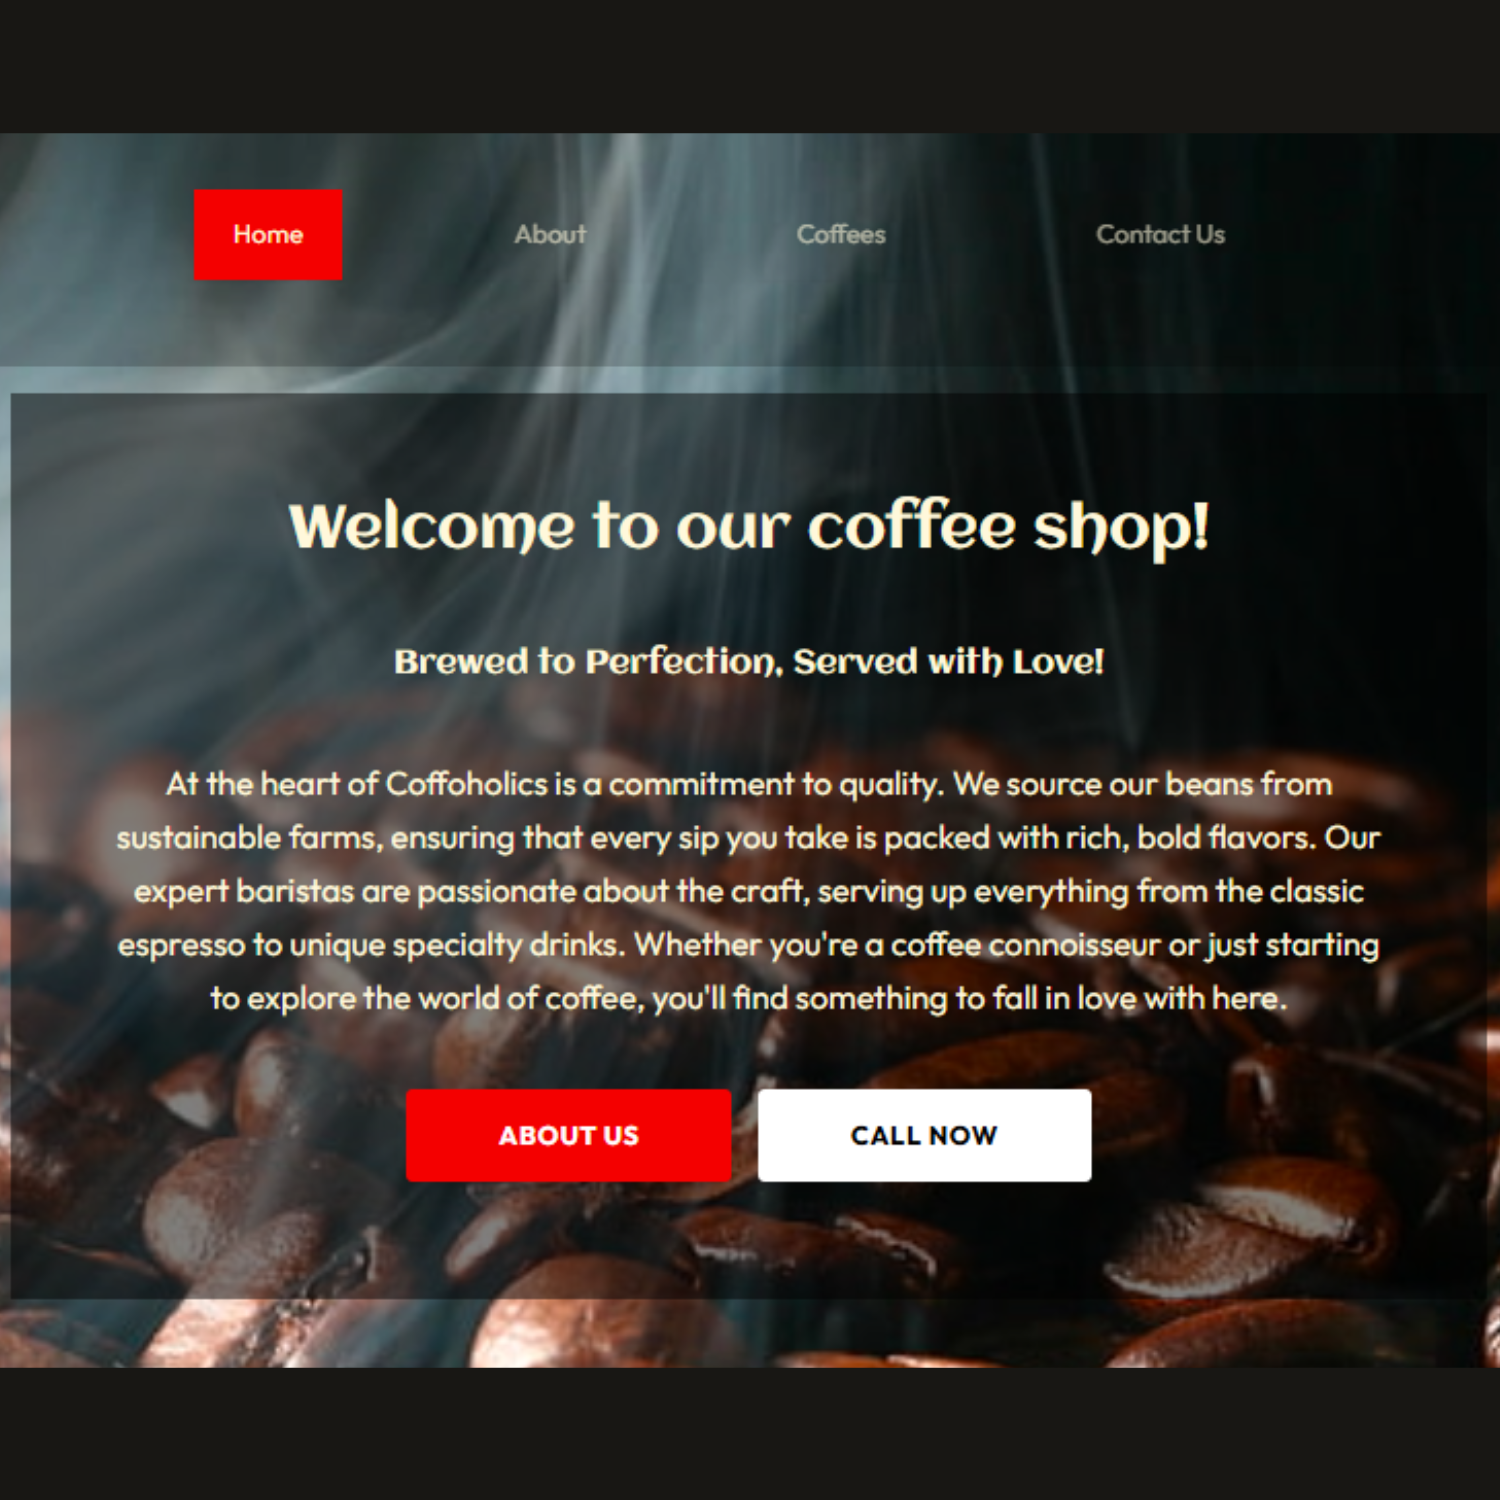 Home
About
Coffees
Contact Us
Welcome to our coffee shop!
Brewed to Perfection, Served with Love!
At the heart of Coffoholics is a commitment to quality. We source our beans from
sustainable farms, ensuring that every sip you take is packed with rich, bold flavors. Our
expert baristas are passionate about the craft, serving up everything from the classic
espresso to unique specialty drinks. Whether you're a coffee connoisseur or just starting
to explore the world of coffee, you'll find something to fall in love with here.
ABOUT US
CALL NOW